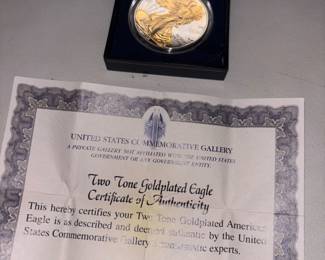 UNITED STATES COMMEMORATIVE GALLERY
A PRIVATE GALLERY NOT AFFILIATED WITH THE UNITED STATES
GOVERNMENT OR ANY GOVERNMENT ENTITY.
Two Tone Goldplated Eagle
Certificate of Authenticity
This hereby certifies your Two Tone Goldplated American
Eagle is as described and deemed authentic by the United
States Commemorative Gallery experts.